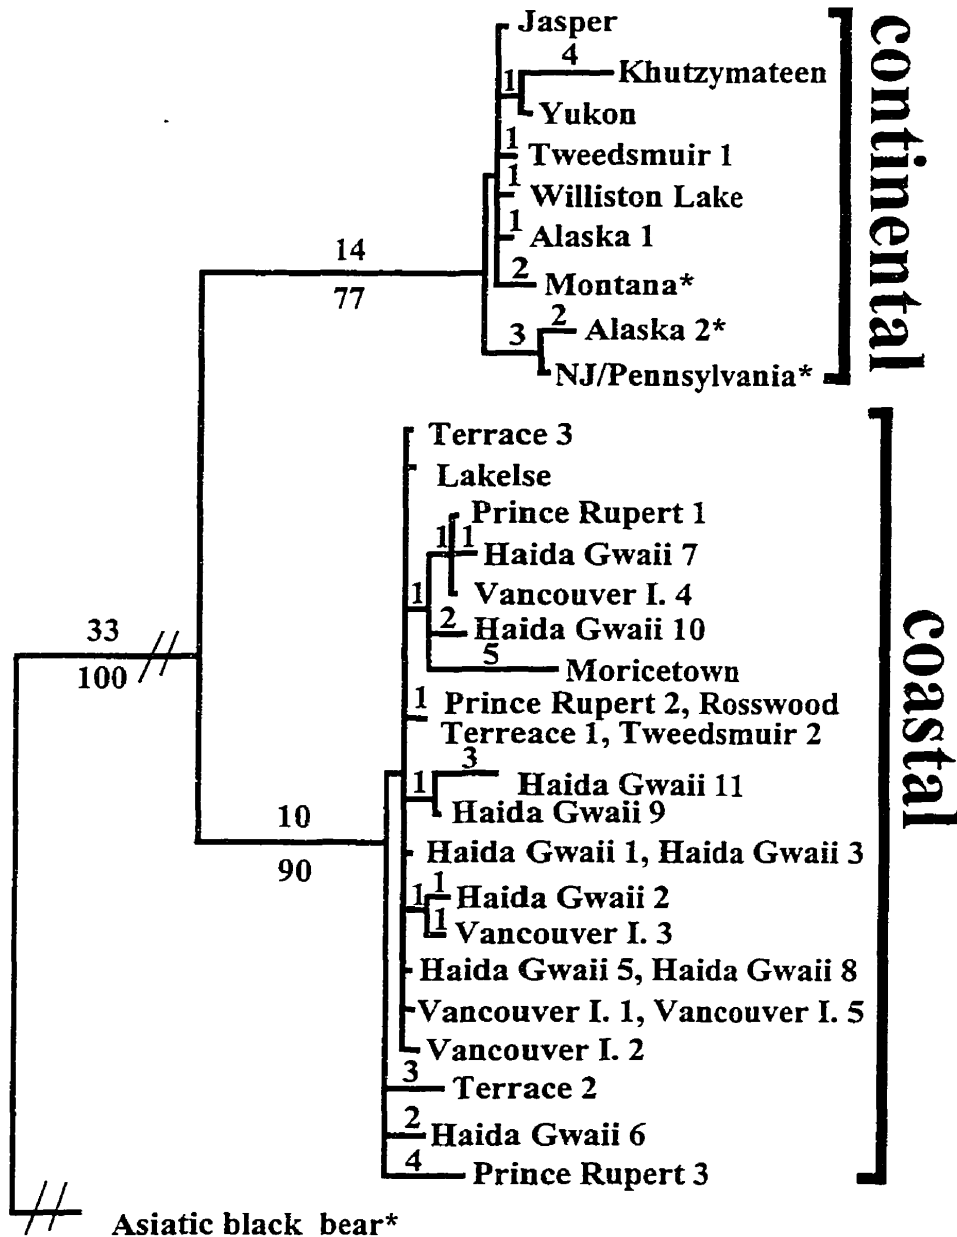 Jasper
4
Khutzymateen
1
Yukon
1
Tweedsmuir 1
1
Williston Lake
1
Alaska 1
2
Montana*
14
77
2
Alaska 2*
3
NJ/Pennsylvania*
continental
Terrace 3
Lakelse
Prince Rupert 1
1 1
Haida Gwaii 7
1
Vancouver I. 4
2
Haida Gwaii 10
5
Moricetown
33
100
1
Prince Rupert 2, Rosswood
Terreace 1, Tweedsmuir 2
3
1
Haida Gwaii 11
Haida Gwaii 9
10
90
Haida Gwaii 1, Haida Gwaii 3
1 1
Haida Gwaii 2
1
Vancouver I. 3
Haida Gwaii 5, Haida Gwaii 8
Vancouver I. 1, Vancouver I. 5
Vancouver I. 2
3
Terrace 2
2
Haida Gwaii 6
4
Prince Rupert 3
coastal
Asiatic black bear*